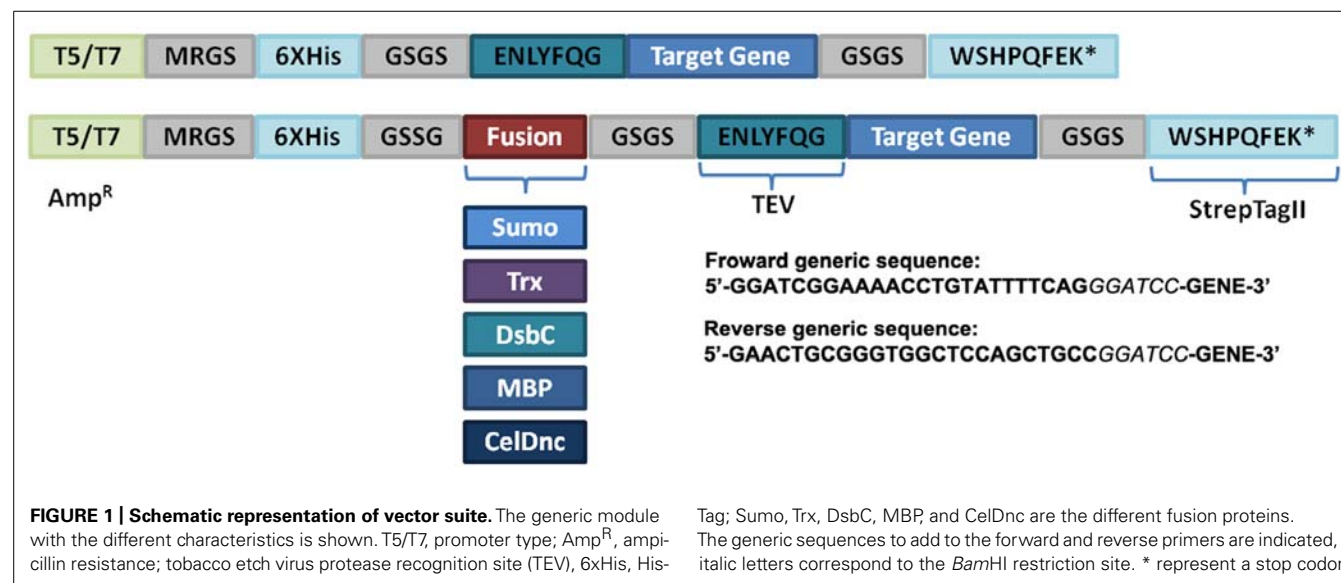 T5/T7 MRGS 6XHis GSGS ENLYFQG Target Gene GSGS WSHPQFEK*
T5/T7 MRGS 6XHis GSSG Fusion GSGS ENLYFQG Target Gene GSGS WSHPQFEK*
Amp^R
TEV
StrepTagII
Sumo
Trx
DsbC
MBP
CelDnc
Froward generic sequence:
5'-GGATCGGAAAACCTGTATTTTCAGGGATCC-GENE-3'
Reverse generic sequence:
5'-GAACTGCGGGTGGCTCCAGCTGCCGGATCC-GENE-3'
FIGURE 1 | Schematic representation of vector suite. The generic module
with the different characteristics is shown. T5/T7, promoter type; Amp^R, ampi-
cillin resistance; tobacco etch virus protease recognition site (TEV), 6xHis, His-
Tag; Sumo, Trx, DsbC, MBP, and CelDnc are the different fusion proteins.
The generic sequences to add to the forward and reverse primers are indicated,
italic letters correspond to the BamHI restriction site. * represent a stop codo